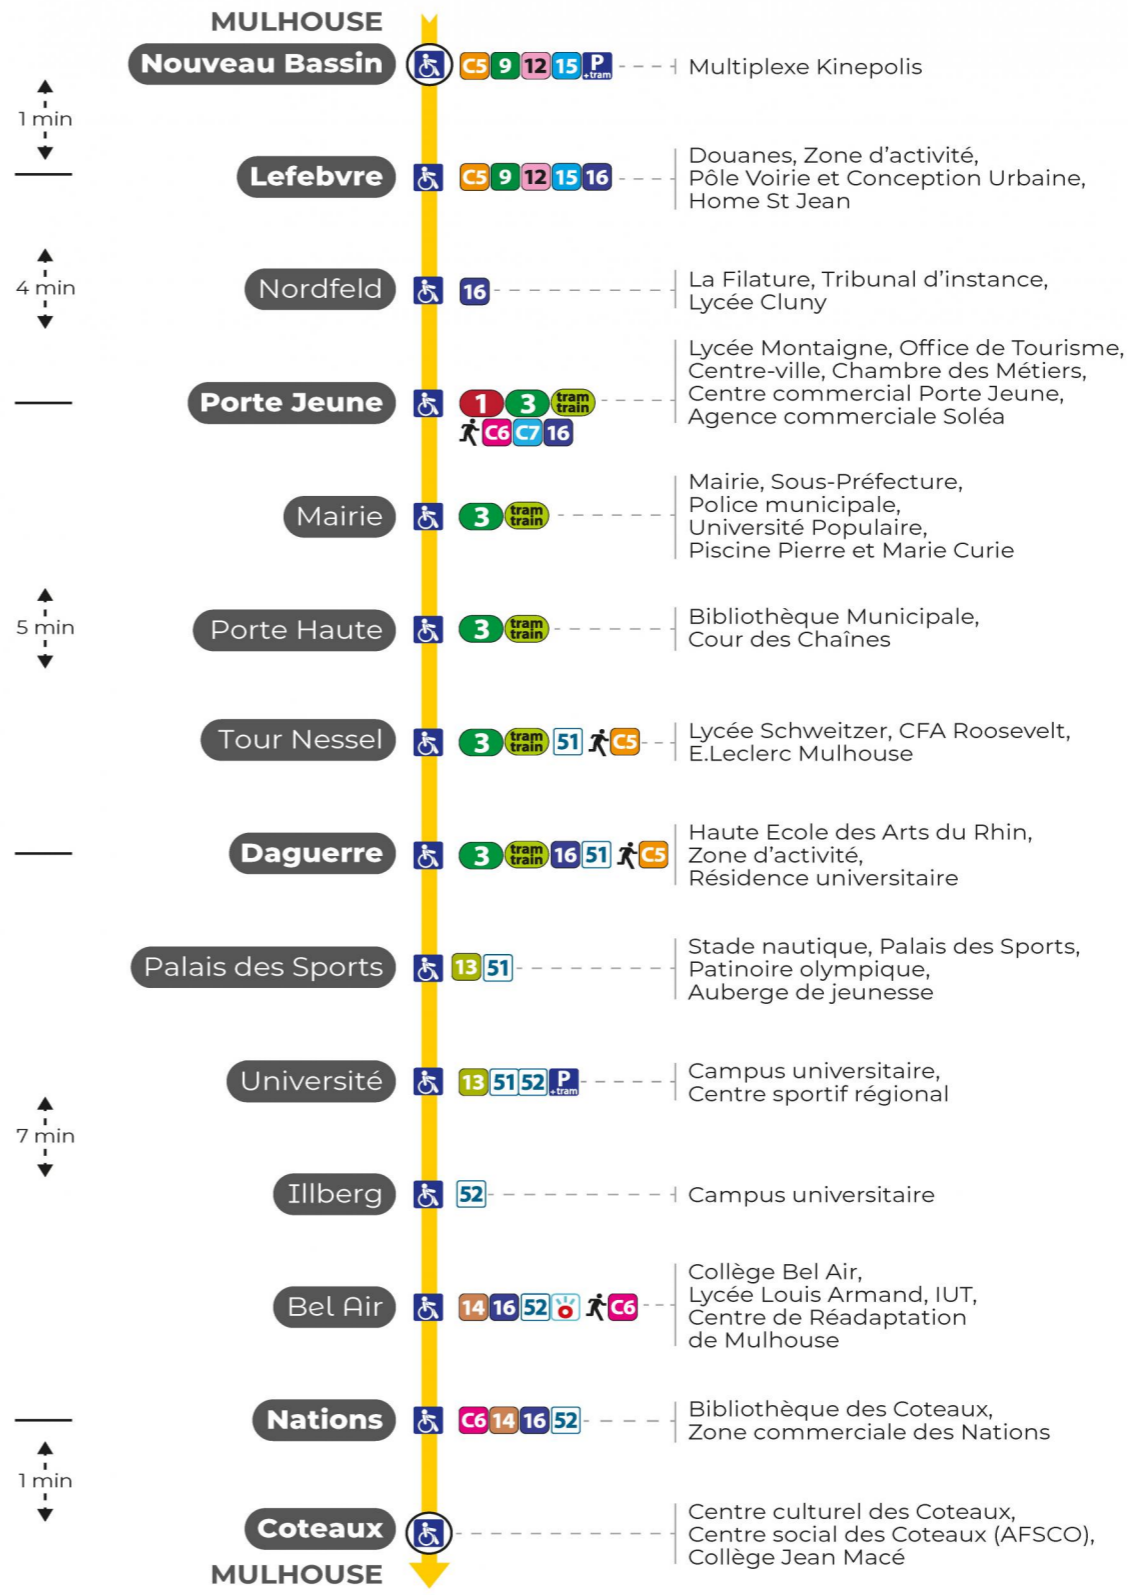 MULHOUSE
Nouveau Bassin C5 9 12 15 P +tram Multiplexe Kinepolis
1 min
Lefebvre C5 9 12 15 16
Douanes, Zone d'activité,
Pôle Voirie et Conception Urbaine,
Home St Jean
4 min
Nordfeld 16
La Filature, Tribunal d'instance,
Lycée Cluny
Porte Jeune 1 3 tram train
C6 C7 16
Lycée Montaigne, Office de Tourisme,
Centre-ville, Chambre des Métiers,
Centre commercial Porte Jeune,
Agence commerciale Soléa
Mairie 3 tram train
Mairie, Sous-Préfecture,
Police municipale,
Université Populaire,
Piscine Pierre et Marie Curie
5 min
Porte Haute 3 tram train
Bibliothèque Municipale,
Cour des Chaînes
Tour Nessel 3 tram train 51 C5
Lycée Schweitzer, CFA Roosevelt,
E.Leclerc Mulhouse
Daguerre 3 tram train 16 51 C5
Haute Ecole des Arts du Rhin,
Zone d'activité,
Résidence universitaire
Palais des Sports 13 51
Stade nautique, Palais des Sports,
Patinoire olympique,
Auberge de jeunesse
Université 13 51 52 P +tram
Campus universitaire,
Centre sportif régional
7 min
Illberg 52 Campus universitaire
Bel Air 14 16 52 C6
Collège Bel Air,
Lycée Louis Armand, IUT,
Centre de Réadaptation
de Mulhouse
Nations C6 14 16 52
Bibliothèque des Coteaux,
Zone commerciale des Nations
1 min
Coteaux
Centre culturel des Coteaux,
Centre social des Coteaux (AFSCO),
Collège Jean Macé
MULHOUSE